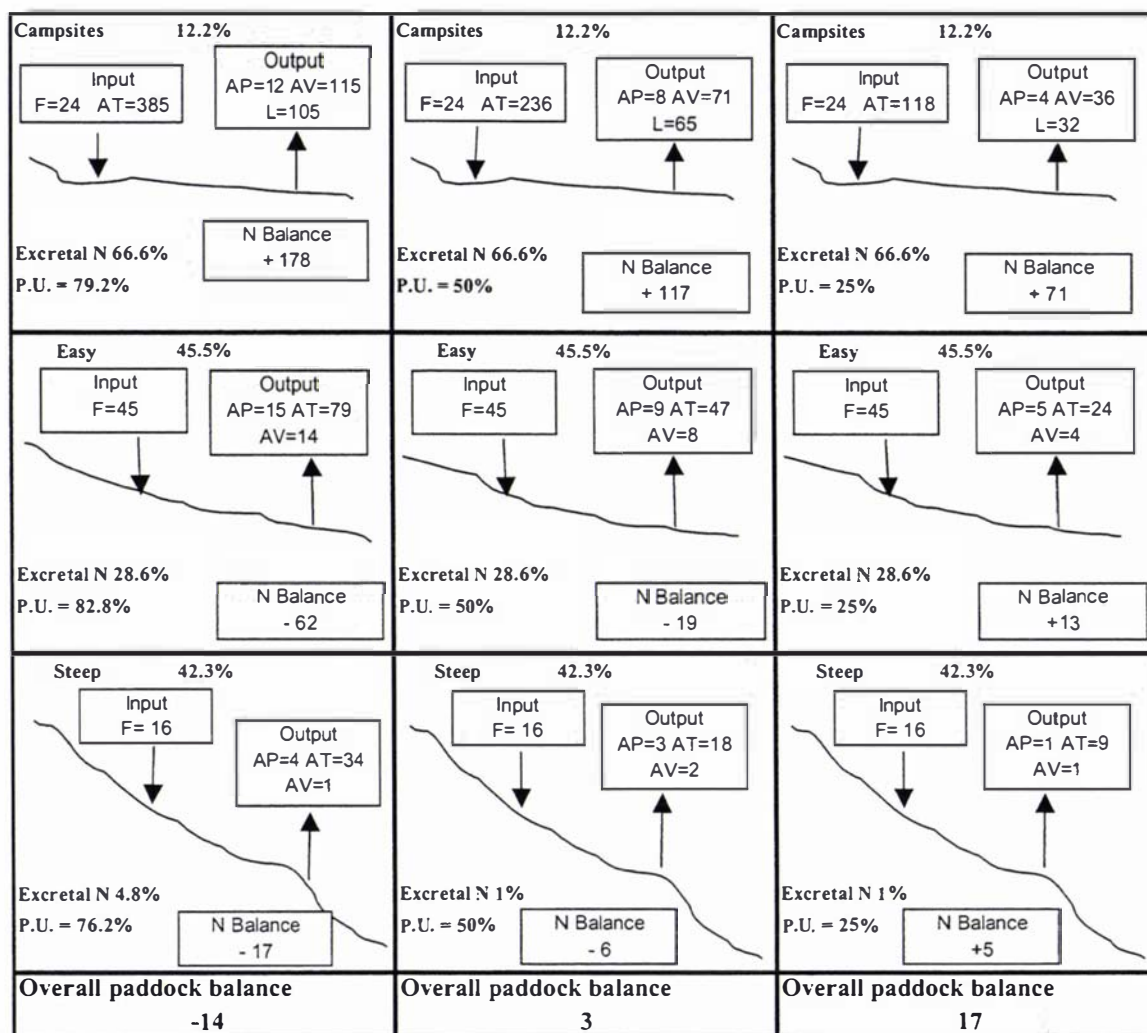 Campsites 12.2%
Input
F=24 AT=385
Output
AP=12 AV=115
L=105
Excretal N 66.6%
P.U. = 79.2%
N Balance
+ 178
Campsites 12.2%
Input
F=24 AT=236
Output
AP=8 AV=71
L=65
Excretal N 66.6%
P.U. = 50%
N Balance
+ 117
Campsites 12.2%
Input
F=24 AT=118
Output
AP=4 AV=36
L=32
Excretal N 66.6%
P.U. = 25%
N Balance
+ 71
Easy 45.5%
Input
F=45
Output
AP=15 AT=79
AV=14
Excretal N 28.6%
P.U. = 82.8%
N Balance
- 62
Easy 45.5%
Input
F=45
Output
AP=9 AT=47
AV=8
Excretal N 28.6%
P.U. = 50%
N Balance
- 19
Easy 45.5%
Input
F=45
Output
AP=5 AT=24
AV=4
Excretal N 28.6%
P.U. = 25%
N Balance
+13
Steep 42.3%
Input
F= 16
Output
AP=4 AT=34
AV=1
Excretal N 4.8%
P.U. = 76.2%
N Balance
- 17
Steep 42.3%
Input
F= 16
Output
AP=3 AT=18
AV=2
Excretal N 1%
P.U. = 50%
N Balance
- 6
Steep 42.3%
Input
F= 16
Output
AP=1 AT=9
AV=1
Excretal N 1%
P.U. = 25%
N Balance
+5
Overall paddock balance
-14
Overall paddock balance
3
Overall paddock balance
17